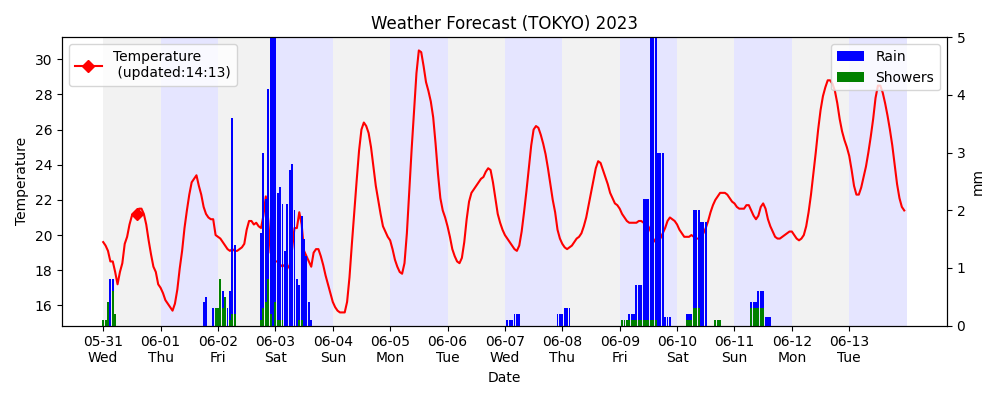 Weather Forecast (TOKYO) 2023
Temperature
(updated:14:13)
Rain
Showers
30
28
26
24
22
20
18
16
Temperature
5
4
3
2
1
0
mm
05-31 06-01 06-02 06-03 06-04 06-05 06-06 06-07 06-08 06-09 06-10 06-11 06-12 06-13
Wed Thu Fri Sat Sun Mon Tue Wed Thu Fri Sat Sun Mon Tue
Date